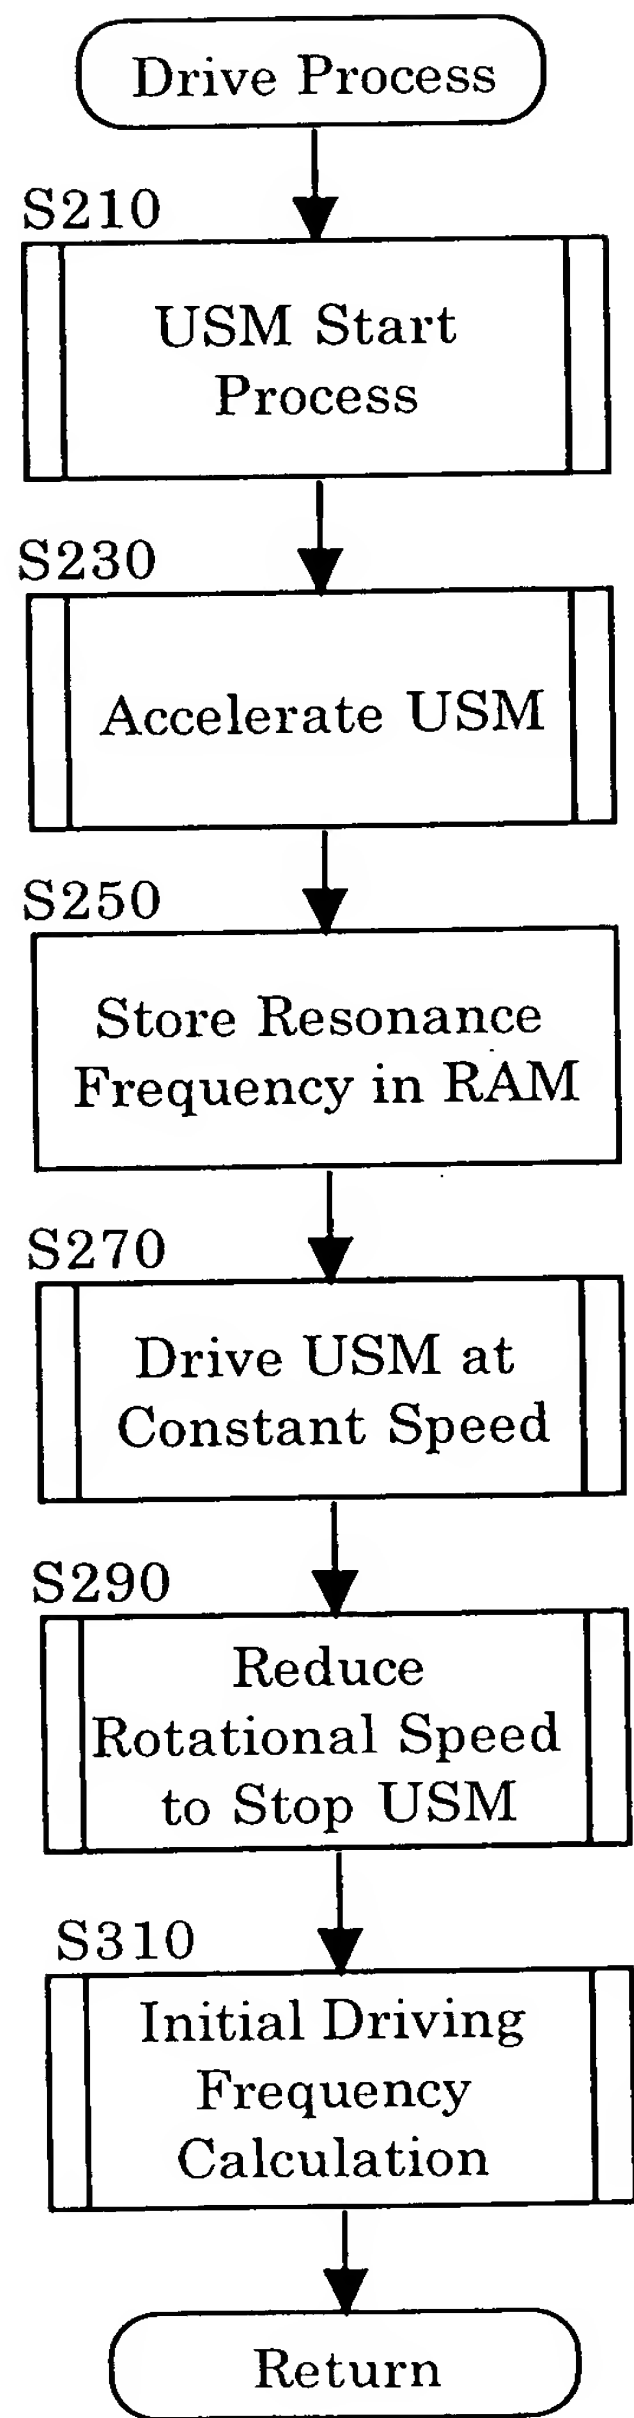 Drive Process
S210
USM Start
Process
S230
Accelerate USM
S250
Store Resonance
Frequency in RAM
S270
Drive USM at
Constant Speed
S290
Reduce
Rotational Speed
to Stop USM
S310
Initial Driving
Frequency
Calculation
Return